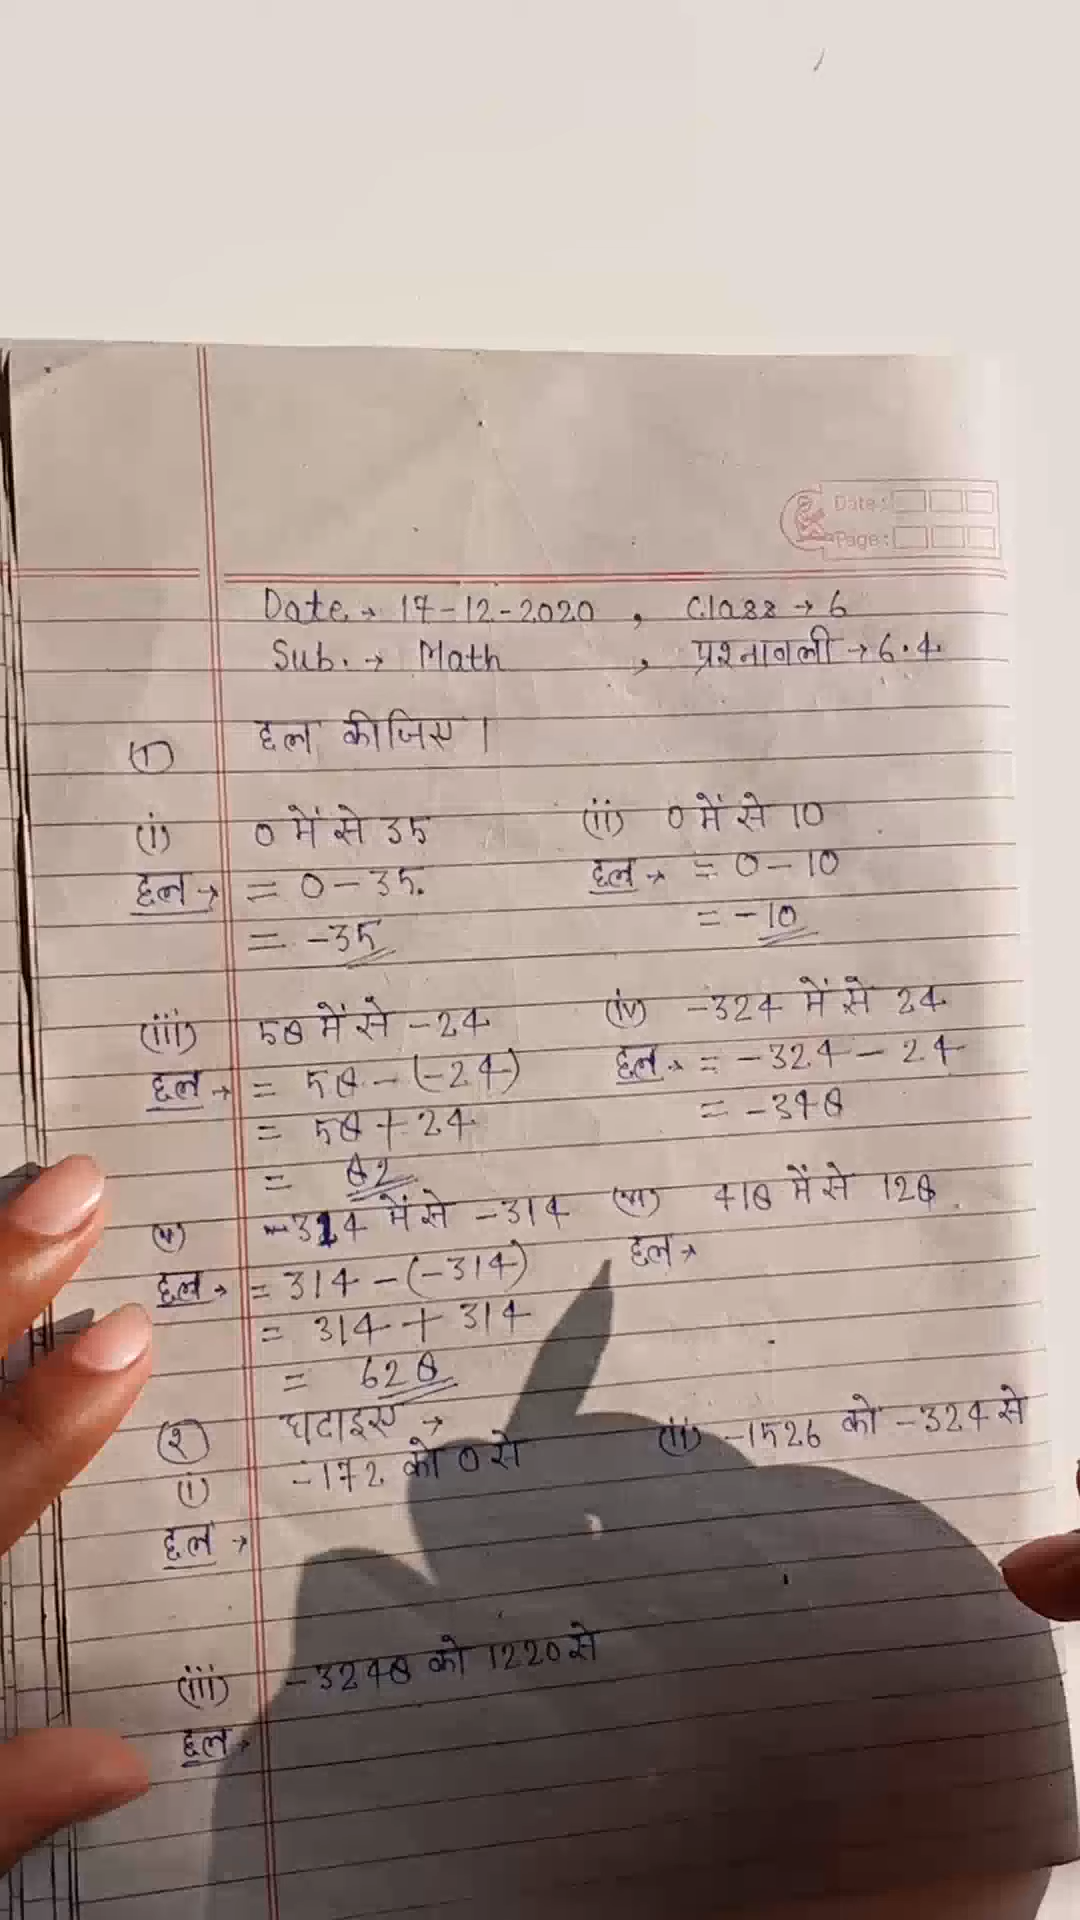 Date:
Page:
Date → 17-12-2020 , Class → 6
Sub. → Math , प्रश्नावली → 6.4
(१) हल कीजिए।
(i) 0 में से 35 (ii) 0 में से 10
हल → = 0 - 35. हल → = 0 - 10
= -35 = -10
(iii) 58 में से -24 (iv) -324 में से 24
हल → = 58 - (-24) हल → = -324 - 24
= 58 + 24 = -348
= 82
(v) -314 में से -314 (vi) 418 में से 128
हल → = 314 - (-314) हल →
= 314 + 314
= 628
(२) घटाइए →
(i) -172 को 0 से (ii) -1526 को -324 से
हल →
(iii) -3248 को 1220 से
हल →